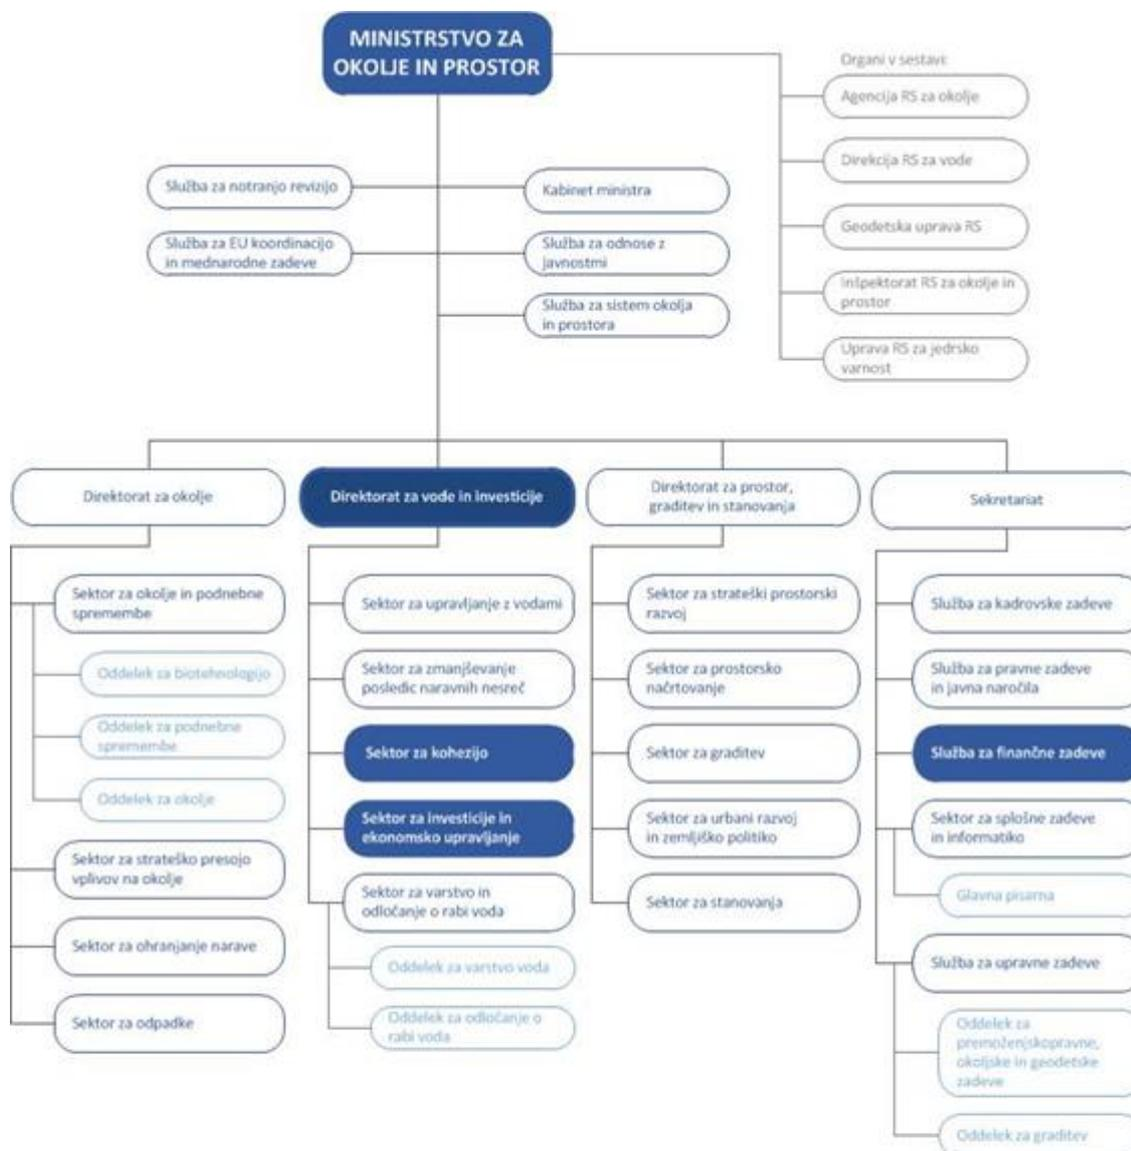 MINISTRSTVO ZA
OKOLJE IN PROSTOR
Organi v sestavi:
Agencija RS za okolje
Direkcija RS za vode
Geodetska uprava RS
Inšpektorat RS za okolje in
prostor
Uprava RS za jedrsko
varnost
Služba za notranjo revizijo
Kabinet ministra
Služba za EU koordinacijo
in mednarodne zadeve
Služba za odnose z
javnostmi
Služba za sistem okolja
in prostora
Direktorat za okolje
Sektor za okolje in podnebne
spremembe
Oddelek za biotehnologijo
Oddelek za podnebne
spremembe
Oddelek za okolje
Sektor za strateško presojo
vplivov na okolje
Sektor za ohranjanje narave
Sektor za odpadke
Direktorat za vode in investicije
Sektor za upravljanje z vodami
Sektor za zmanjševanje
posledic naravnih nesreč
Sektor za kohezijo
Sektor za investicije in
ekonomsko upravljanje
Sektor za varstvo in
odločanje o rabi voda
Oddelek za varstvo voda
Oddelek za odločanje o
rabi voda
Direktorat za prostor,
graditev in stanovanja
Sektor za strateški prostorski
razvoj
Sektor za prostorsko
načrtovanje
Sektor za graditev
Sektor za urbani razvoj
in zemljiško politiko
Sektor za stanovanja
Sekretariat
Služba za kadrovske zadeve
Služba za pravne zadeve
in javna naročila
Služba za finančne zadeve
Sektor za splošne zadeve
in informatiko
Glavna pisarna
Služba za upravne zadeve
Oddelek za
premoženjskopravne,
okoljske in geodetske
zadeve
Oddelek za graditev